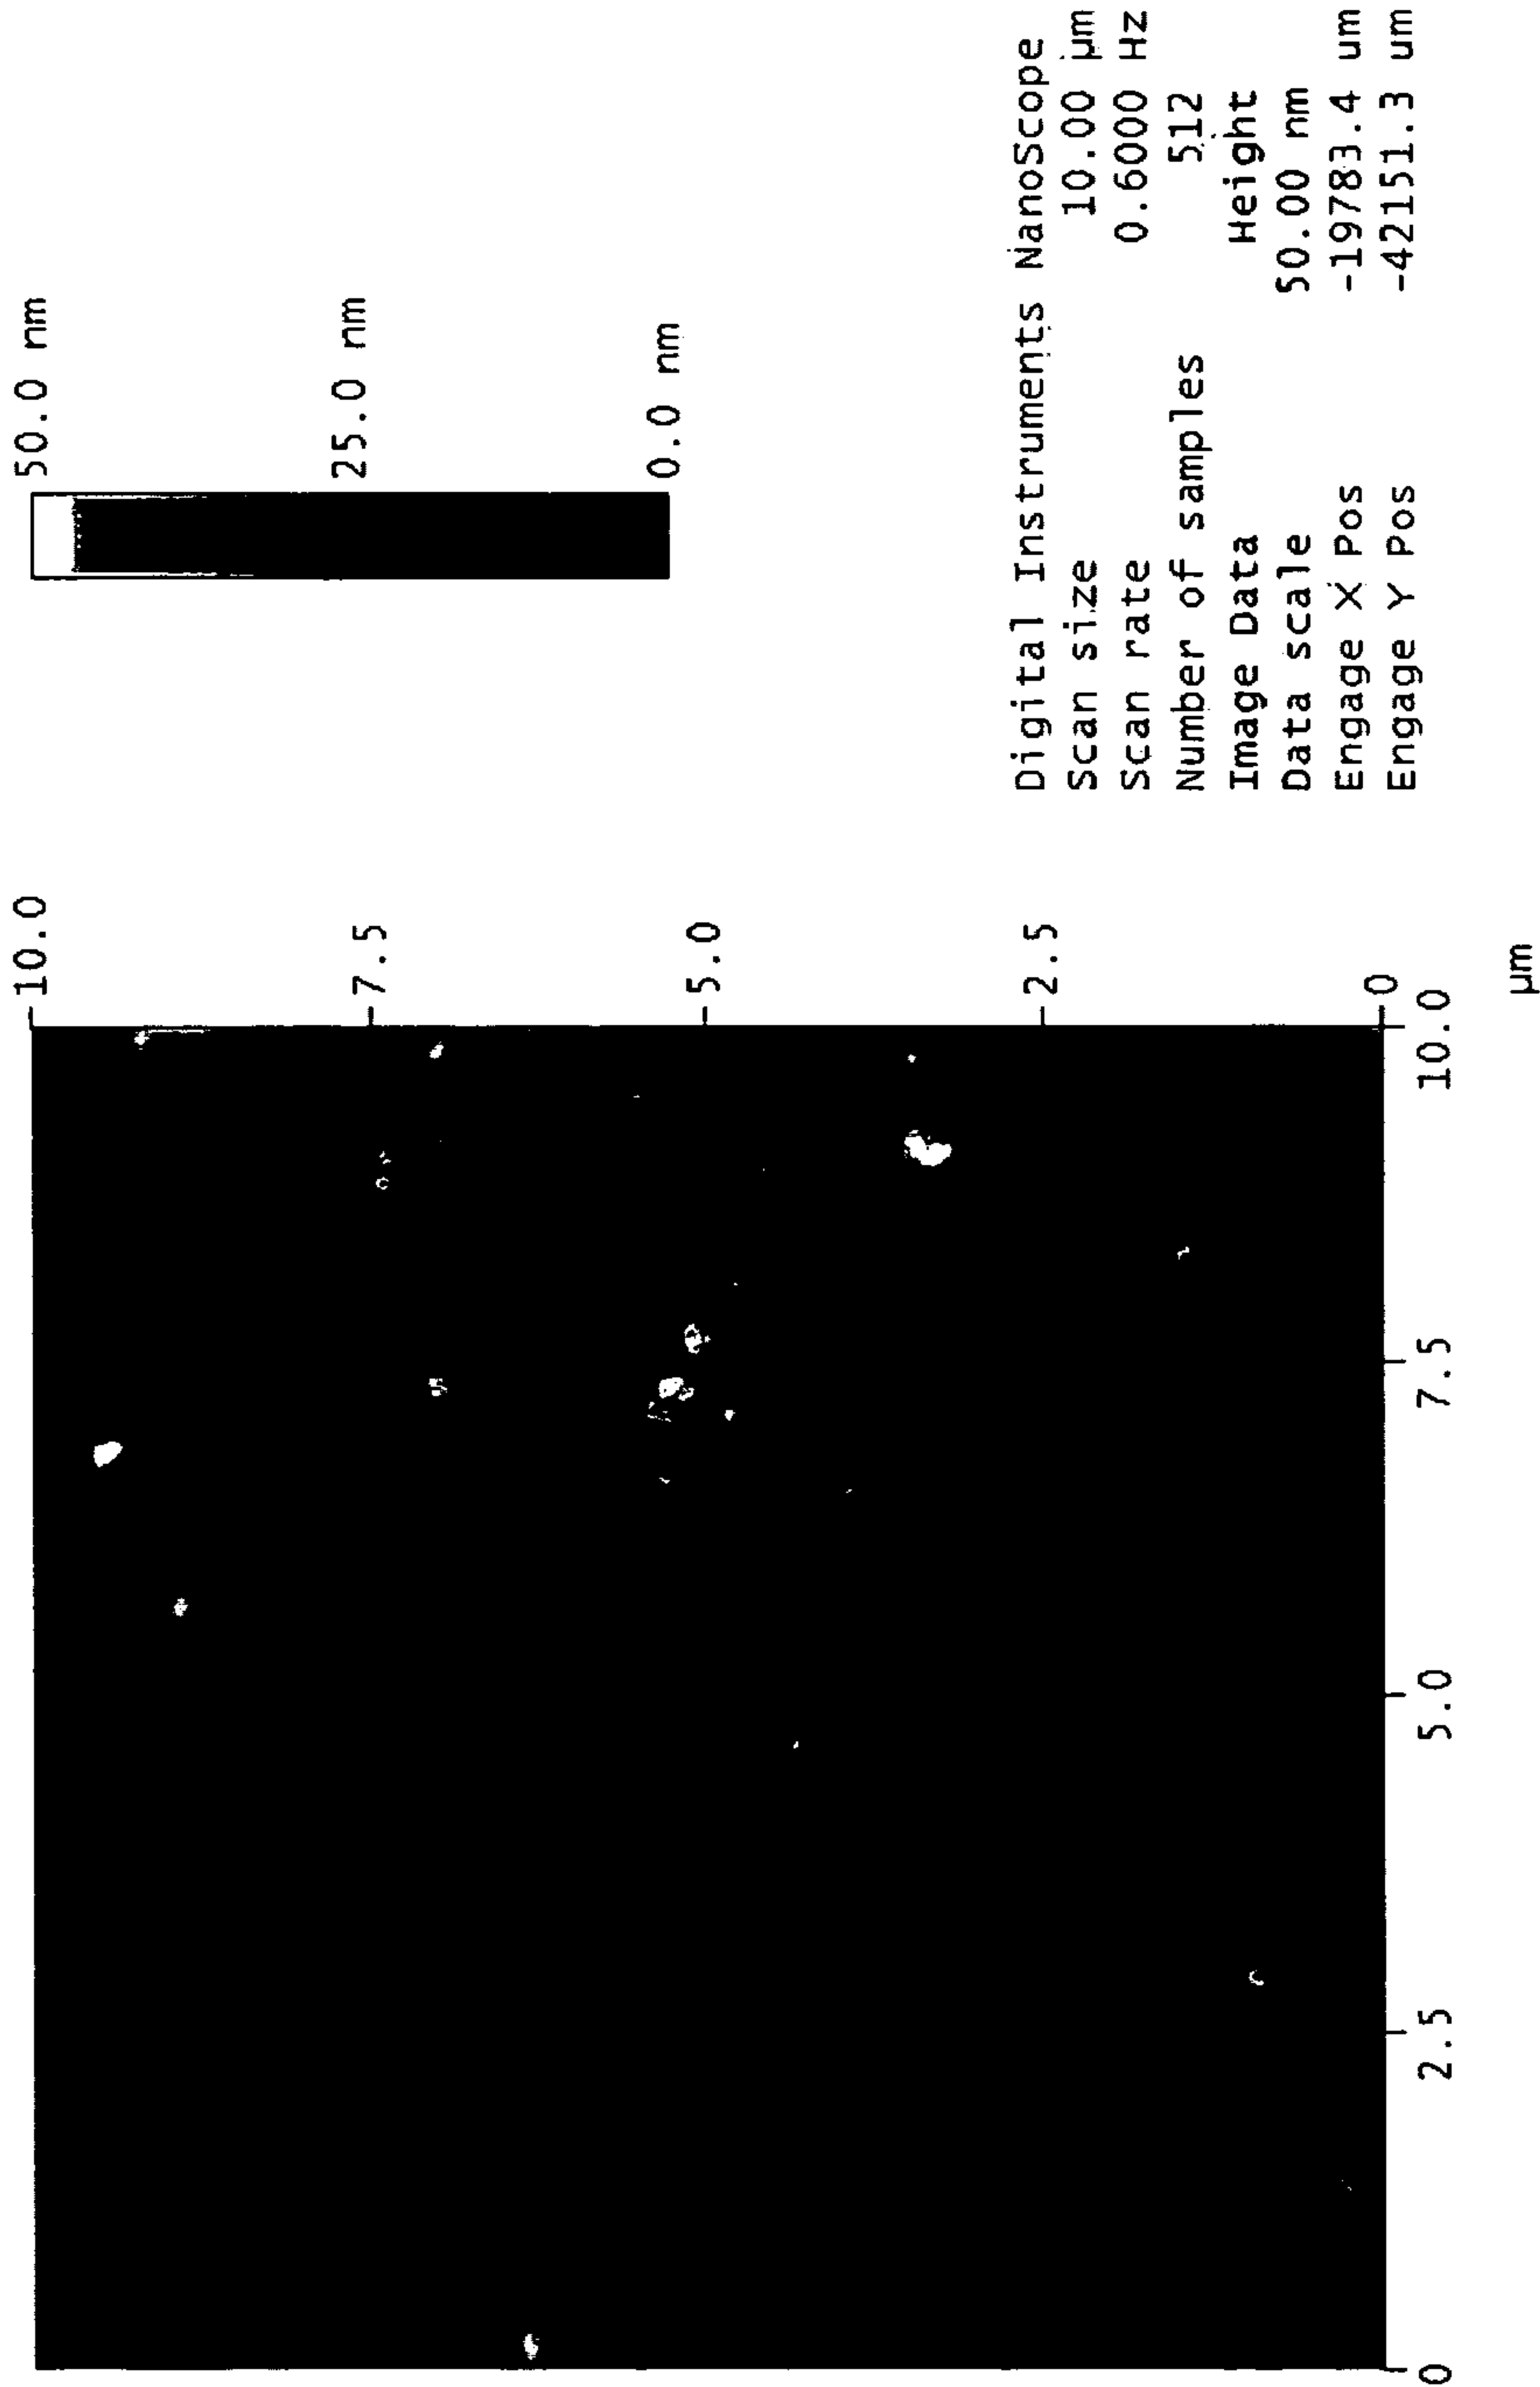 10.0
7.5
5.0
2.5
0
0
2.5
5.0
7.5
10.0
µm
50.0 nm
25.0 nm
0.0 nm
Digital Instruments NanoScope
Scan size 10.00 µm
Scan rate 0.6000 Hz
Number of samples 512
Image Data Height
Data scale 50.00 nm
Engage X Pos -19783.4 um
Engage Y Pos -42151.3 um